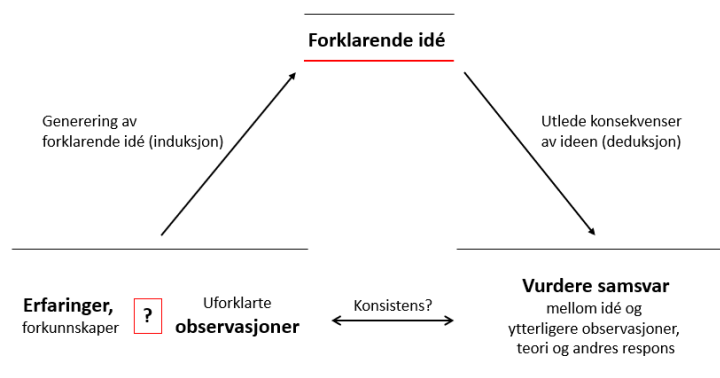 Forklarende idé
Generering av
forklarende idé (induksjon)
Utlede konsekvenser
av ideen (deduksjon)
Erfaringer,
forkunnskaper
?
Uforklarte
observasjoner
Konsistens?
Vurdere samsvar
mellom idé og
ytterligere observasjoner,
teori og andres respons